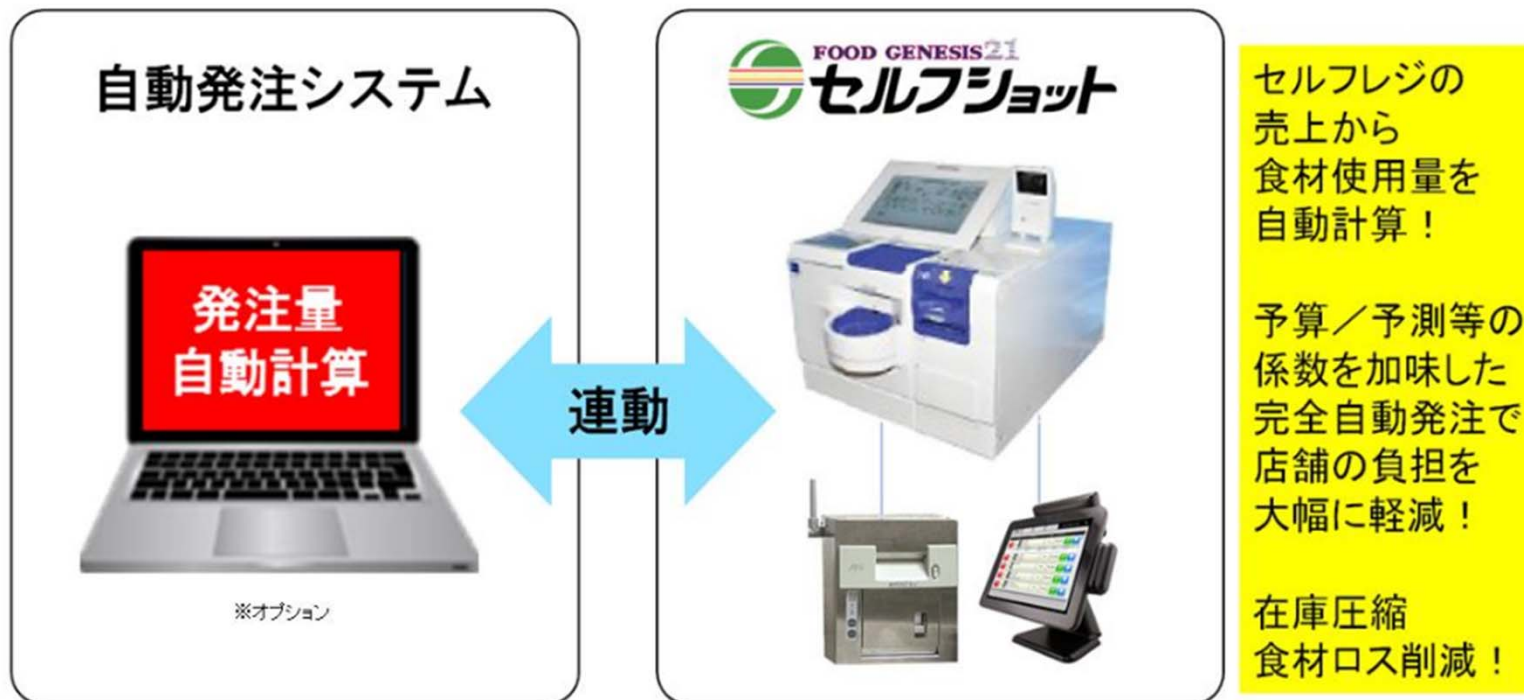 自動発注システム
発注量
自動計算
※オプション
連動
FOOD GENESIS21
セルフショット
セルフレジの
売上から
食材使用量を
自動計算！
予算／予測等の
係数を加味した
完全自動発注で
店舗の負担を
大幅に軽減！
在庫圧縮
食材ロス削減！